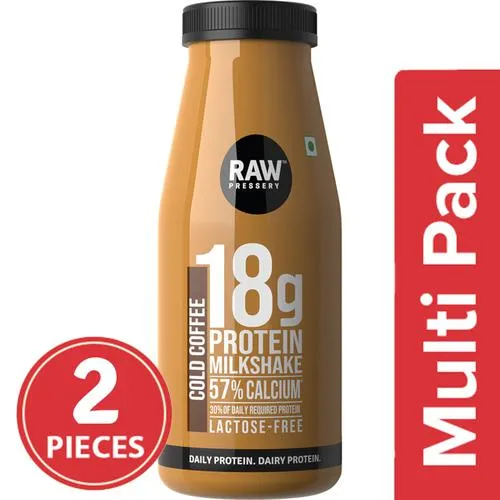 RAW™
PRESSERY
COLD COFFEE
18g
PROTEIN
MILKSHAKE
57% CALCIUM*
30% OF DAILY REQUIRED PROTEIN
LACTOSE-FREE
DAILY PROTEIN. DAIRY PROTEIN.
2
PIECES
Multi Pack